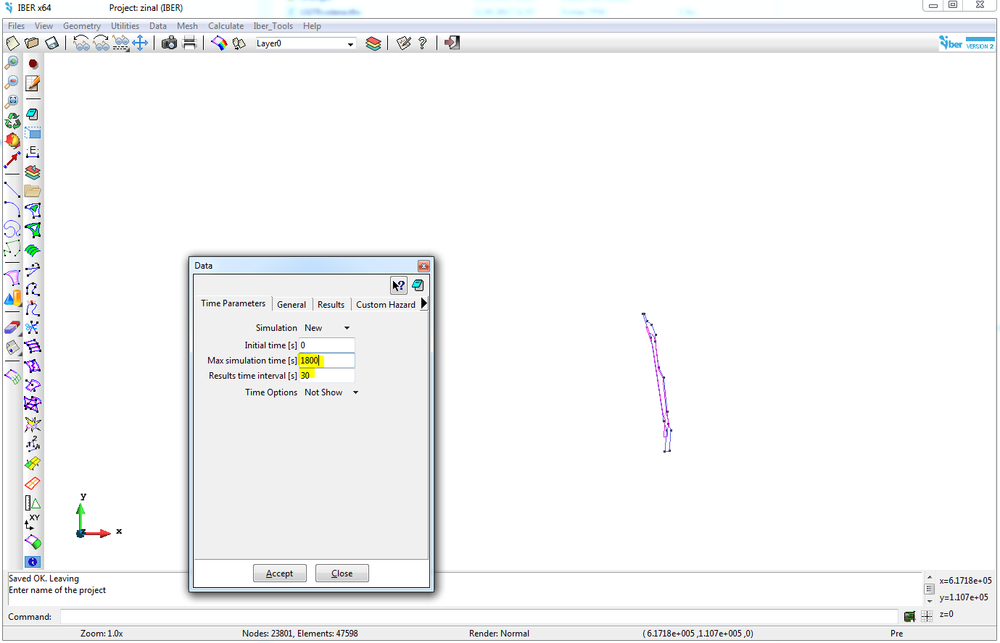 IBER x64 Project: zinal (IBER)
Files View Geometry Utilities Data Mesh Calculate Iber_Tools Help
Layer0
iber VERSION 2
E
Data
?
Time Parameters General Results Custom Hazard
Simulation New
Initial time [s] 0
Max simulation time [s] 1800
Results time interval [s] 30
Time Options Not Show
XY
y
z x
Accept Close
Saved OK. Leaving
Enter name of the project
x=6.1718e+05
y=1.107e+05
z=0
Command:
Zoom: 1.0x Nodes: 23801, Elements: 47598 Render: Normal ( 6.1718e+005 ,1.107e+005 ,0) Pre